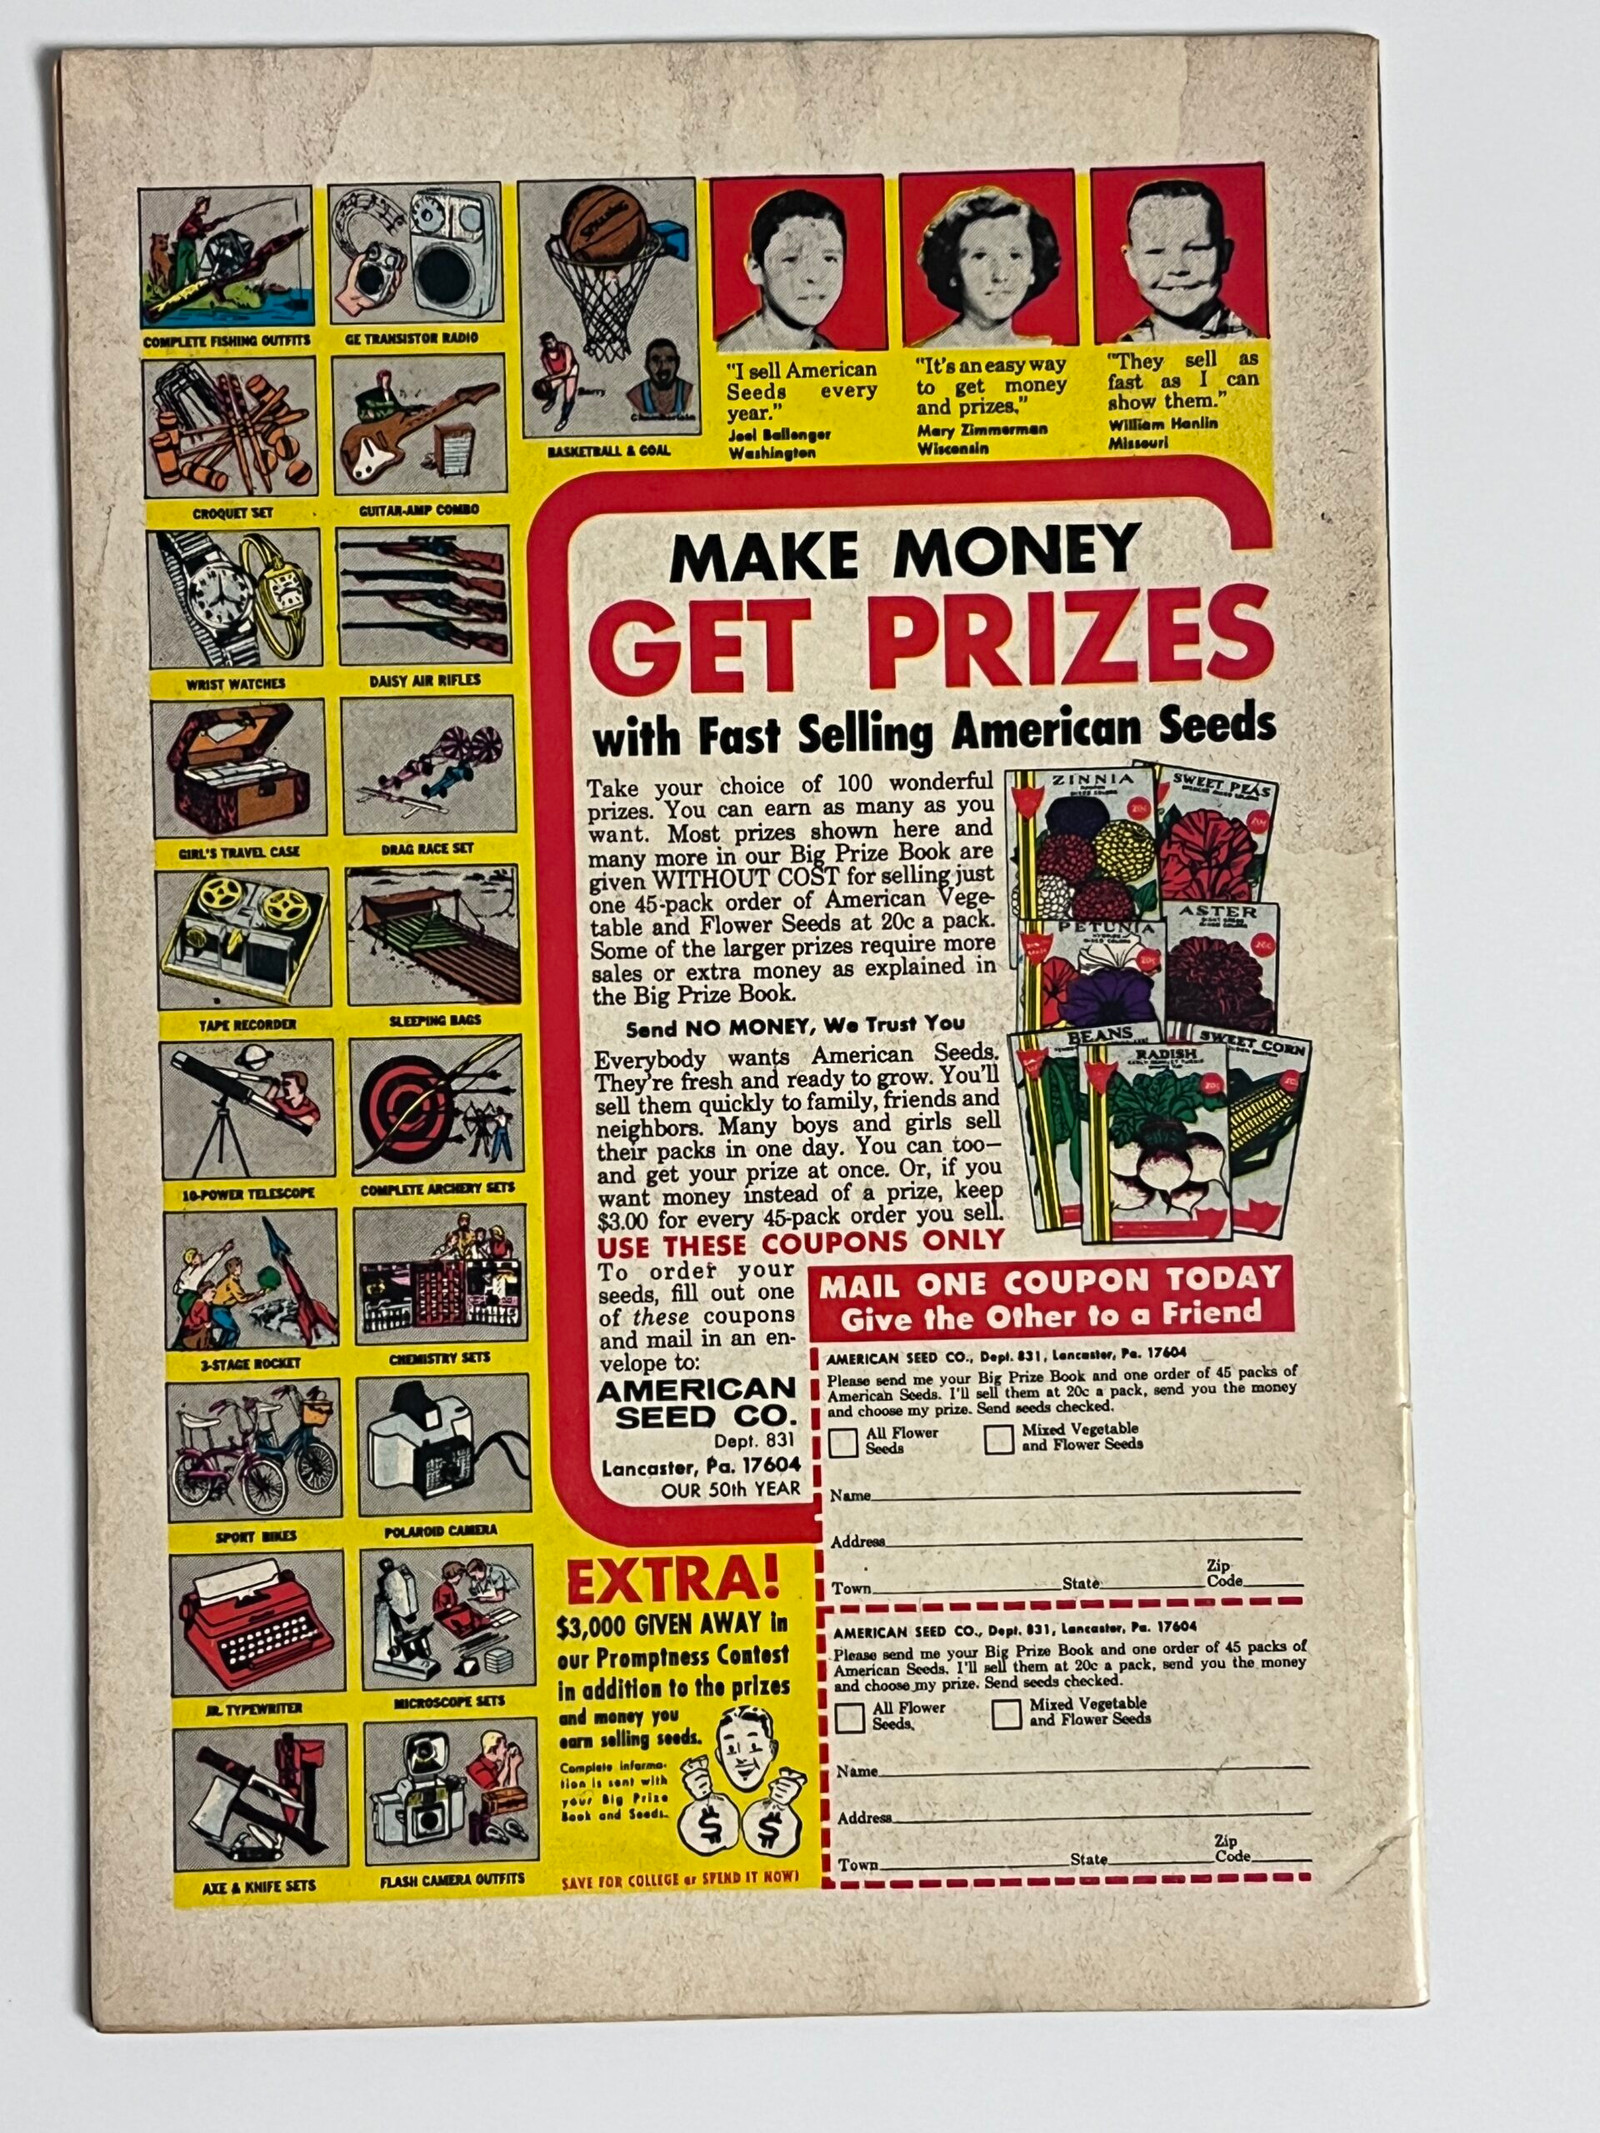 COMPLETE FISHING OUTFITS
GE TRANSISTOR RADIO
SPALDING
Barry
Chamberlain
BASKETBALL & GOAL
CROQUET SET
GUITAR-AMP COMBO
WRIST WATCHES
DAISY AIR RIFLES
GIRL'S TRAVEL CASE
DRAG RACE SET
TAPE RECORDER
SLEEPING BAGS
10-POWER TELESCOPE
COMPLETE ARCHERY SETS
3-STAGE ROCKET
CHEMISTRY SETS
SPORT BIKES
POLAROID CAMERA
JR. TYPEWRITER
MICROSCOPE SETS
AXE & KNIFE SETS
FLASH CAMERA OUTFITS
"I sell American
Seeds every
year."
Joel Ballenger
Washington
"It's an easy way
to get money
and prizes,"
Mary Zimmerman
Wisconsin
"They sell as
fast as I can
show them."
William Hanlin
Missouri
MAKE MONEY
GET PRIZES
with Fast Selling American Seeds
Take your choice of 100 wonderful
prizes. You can earn as many as you
want. Most prizes shown here and
many more in our Big Prize Book are
given WITHOUT COST for selling just
one 45-pack order of American Vege-
table and Flower Seeds at 20c a pack.
Some of the larger prizes require more
sales or extra money as explained in
the Big Prize Book.
Send NO MONEY, We Trust You
Everybody wants American Seeds.
They're fresh and ready to grow. You'll
sell them quickly to family, friends and
neighbors. Many boys and girls sell
their packs in one day. You can too—
and get your prize at once. Or, if you
want money instead of a prize, keep
$3.00 for every 45-pack order you sell.
USE THESE COUPONS ONLY
To order your
seeds, fill out one
of these coupons
and mail in an en-
velope to:
AMERICAN
SEED CO.
Dept. 831
Lancaster, Pa. 17604
OUR 50th YEAR
ZINNIA
20c
SWEET PEAS
20c
PETUNIA
20c
ASTER
20c
BEANS
RADISH
20c
SWEET CORN
20c
MAIL ONE COUPON TODAY
Give the Other to a Friend
AMERICAN SEED CO., Dept. 831, Lancaster, Pa. 17604
Please send me your Big Prize Book and one order of 45 packs of
American Seeds. I'll sell them at 20c a pack, send you the money
and choose my prize. Send seeds checked.
All Flower
Seeds
Mixed Vegetable
and Flower Seeds
Name
Address
Town State Zip Code
AMERICAN SEED CO., Dept. 831, Lancaster, Pa. 17604
Please send me your Big Prize Book and one order of 45 packs of
American Seeds. I'll sell them at 20c a pack, send you the money
and choose my prize. Send seeds checked.
All Flower
Seeds
Mixed Vegetable
and Flower Seeds
Name
Address
Town State Zip Code
EXTRA!
$3,000 GIVEN AWAY in
our Promptness Contest
in addition to the prizes
and money you
earn selling seeds.
Complete informa-
tion is sent with
your Big Prize
Book and Seeds.
$ $
SAVE FOR COLLEGE or SPEND IT NOW!